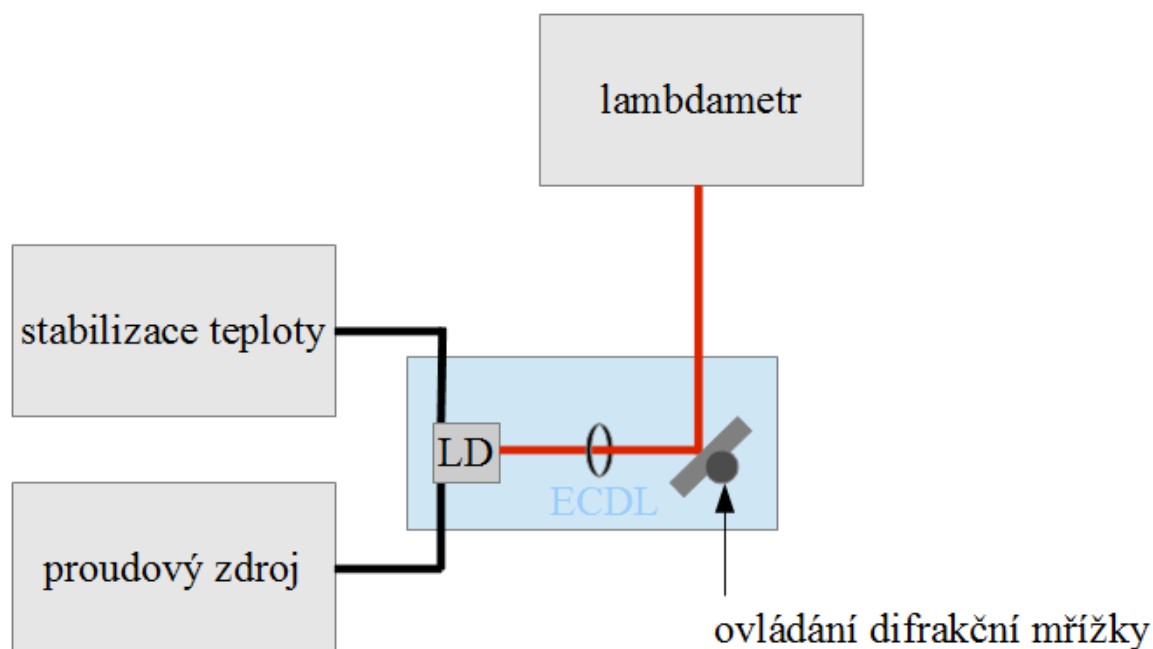 lambdametr
stabilizace teploty
LD
ECDL
proudový zdroj
ovládání difrakční mřížky